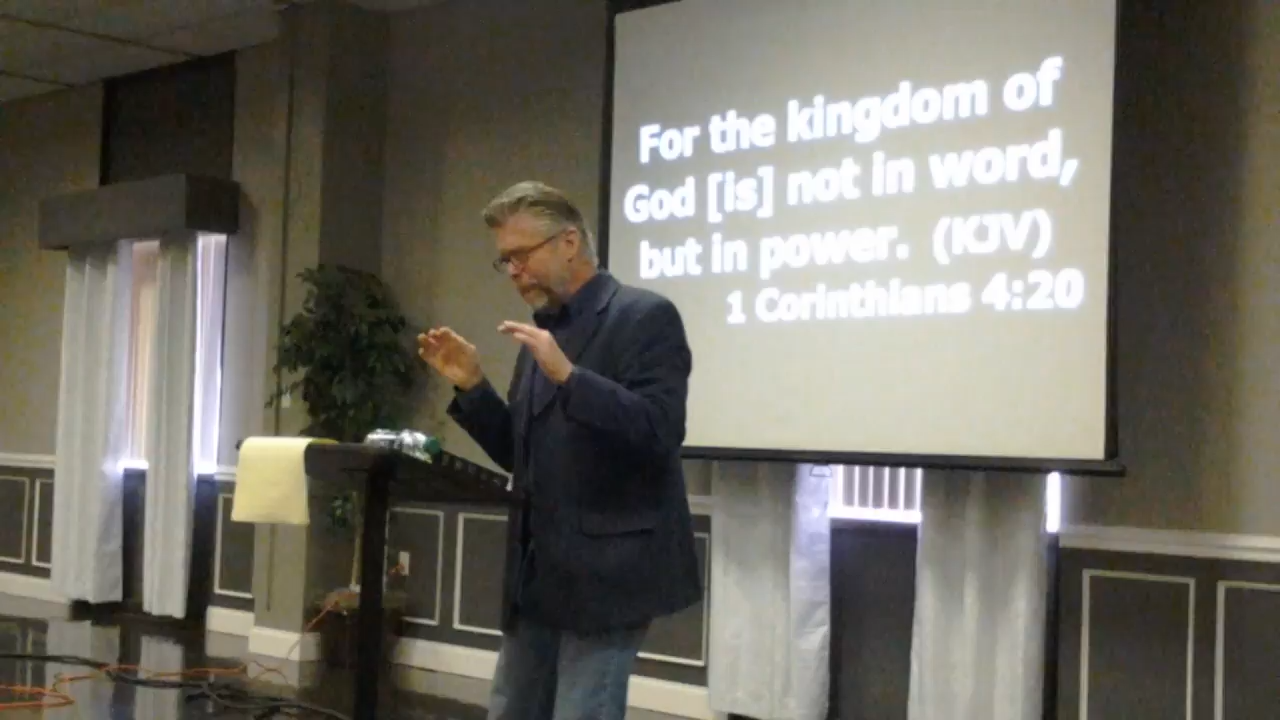 For the kingdom of
God [is] not in word,
but in power. (KJV)
1 Corinthians 4:20